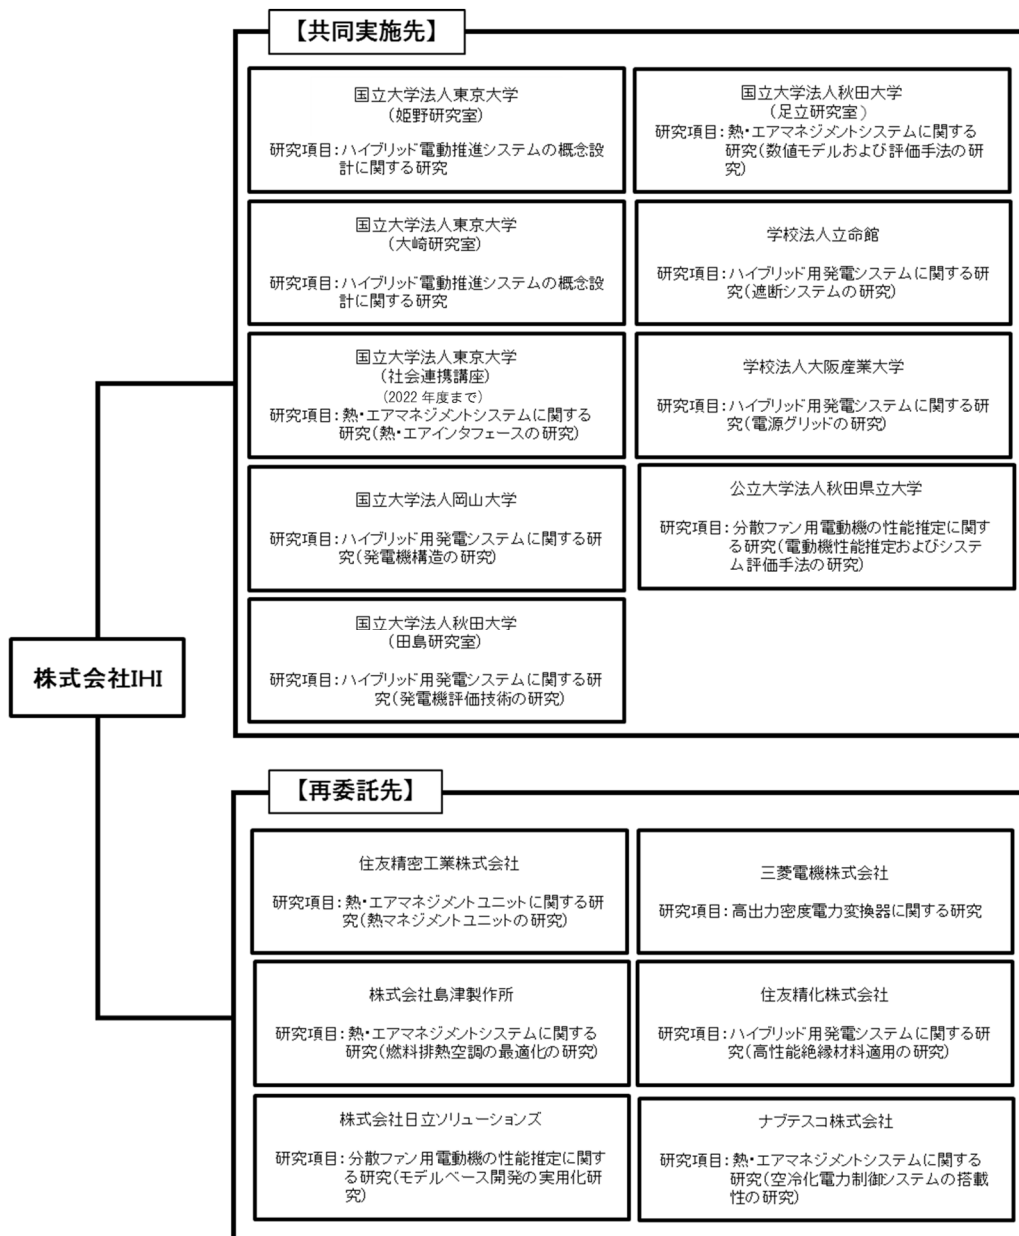 【共同実施先】
国立大学法人東京大学
(姫野研究室)
研究項目：ハイブリッド電動推進システムの概念設
計に関する研究
国立大学法人東京大学
(大崎研究室)
研究項目：ハイブリッド電動推進システムの概念設
計に関する研究
国立大学法人東京大学
(社会連携講座)
(2022 年度まで)
研究項目：熱・エアマネジメントシステムに関する
研究(熱・エアインタフェースの研究)
国立大学法人岡山大学
研究項目：ハイブリッド用発電システムに関する研
究(発電機構造の研究)
国立大学法人秋田大学
(田島研究室)
研究項目：ハイブリッド用発電システムに関する研
究(発電機評価技術の研究)
国立大学法人秋田大学
(足立研究室)
研究項目：熱・エアマネジメントシステムに関する
研究(数値モデルおよび評価手法の研
究)
学校法人立命館
研究項目：ハイブリッド用発電システムに関する研
究(遮断システムの研究)
学校法人大阪産業大学
研究項目：ハイブリッド用発電システムに関する研
究(電源グリッドの研究)
公立大学法人秋田県立大学
研究項目：分散ファン用電動機の性能推定に関す
る研究(電動機性能推定およびシステ
ム評価手法の研究)
株式会社IHI
【再委託先】
住友精密工業株式会社
研究項目：熱・エアマネジメントユニットに関する研
究(熱マネジメントユニットの研究)
株式会社島津製作所
研究項目：熱・エアマネジメントシステムに関する
研究(燃料排熱空調の最適化の研究)
株式会社日立ソリューションズ
研究項目：分散ファン用電動機の性能推定に関す
る研究(モデルベース開発の実用化研
究)
三菱電機株式会社
研究項目：高出力密度電力変換器に関する研究
住友精化株式会社
研究項目：ハイブリッド用発電システムに関する研
究(高性能絶縁材料適用の研究)
ナブテスコ株式会社
研究項目：熱・エアマネジメントシステムに関する
研究(空冷化電力制御システムの搭載
性の研究)